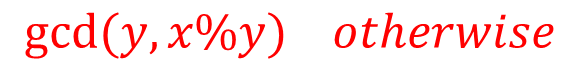 gcd(y, x%y) otherwise